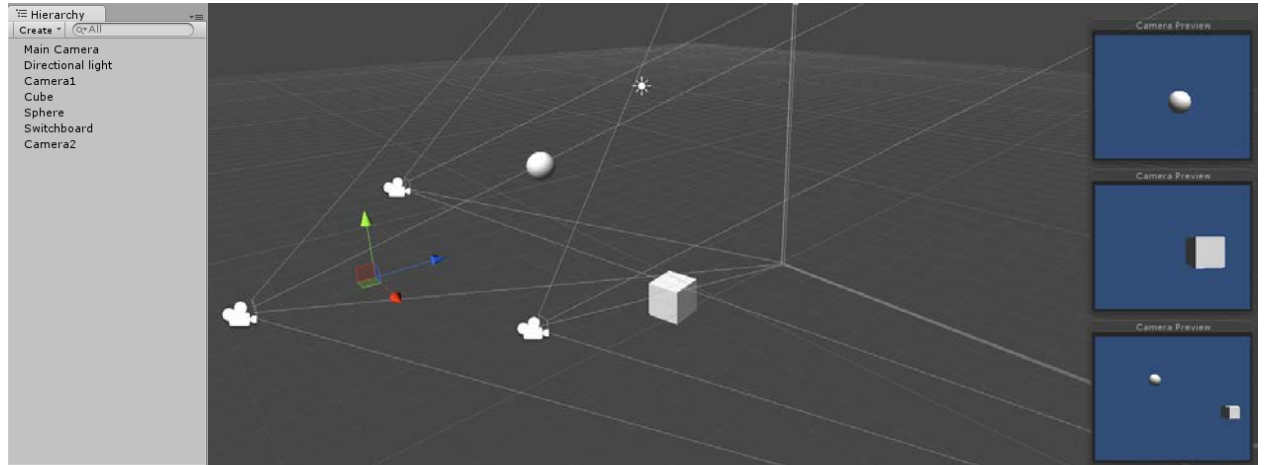 Hierarchy
Create
All
Main Camera
Directional light
Camera1
Cube
Sphere
Switchboard
Camera2
Camera Preview
Camera Preview
Camera Preview